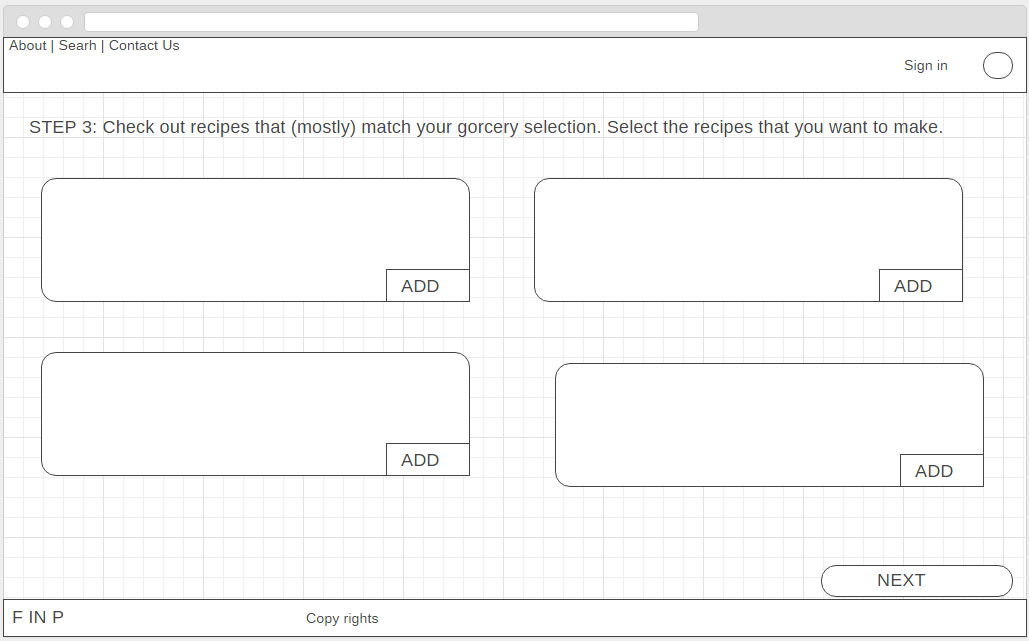 About | Searh | Contact Us
Sign in
STEP 3: Check out recipes that (mostly) match your gorcery selection. Select the recipes that you want to make.
ADD
ADD
ADD
ADD
NEXT
F IN P
Copy rights